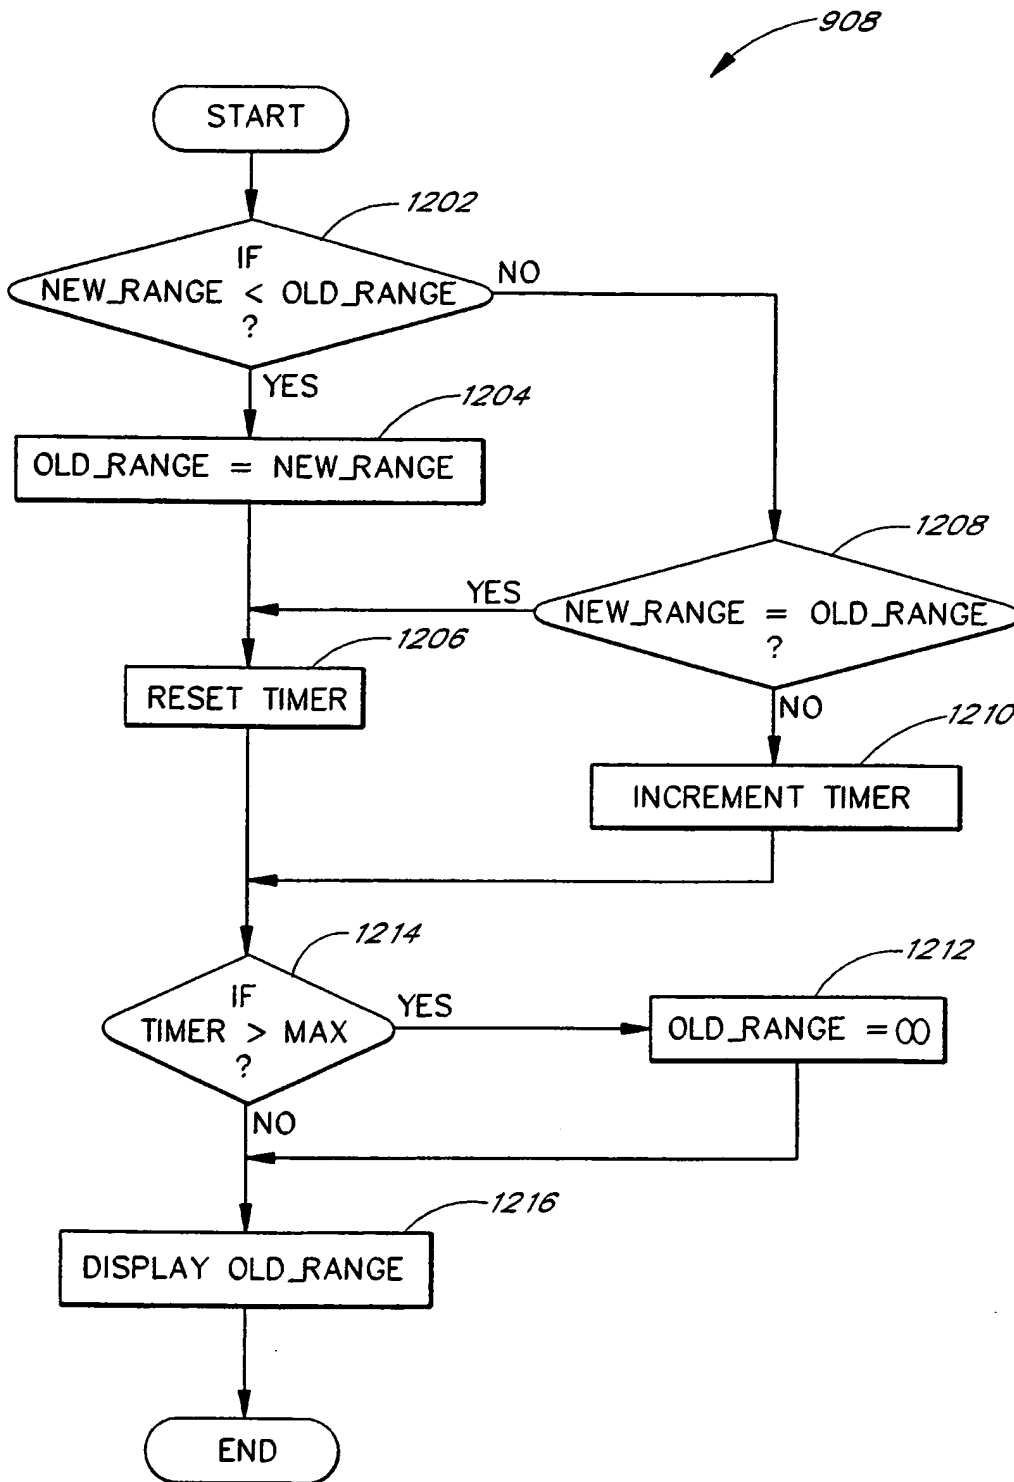 908
START
1202
IF
NEW_RANGE < OLD_RANGE
?
NO
YES
1204
OLD_RANGE = NEW_RANGE
1208
YES
NEW_RANGE = OLD_RANGE
?
1206
RESET TIMER
NO
1210
INCREMENT TIMER
1214
IF
TIMER > MAX
?
YES
1212
OLD_RANGE = ∞
NO
1216
DISPLAY OLD_RANGE
END